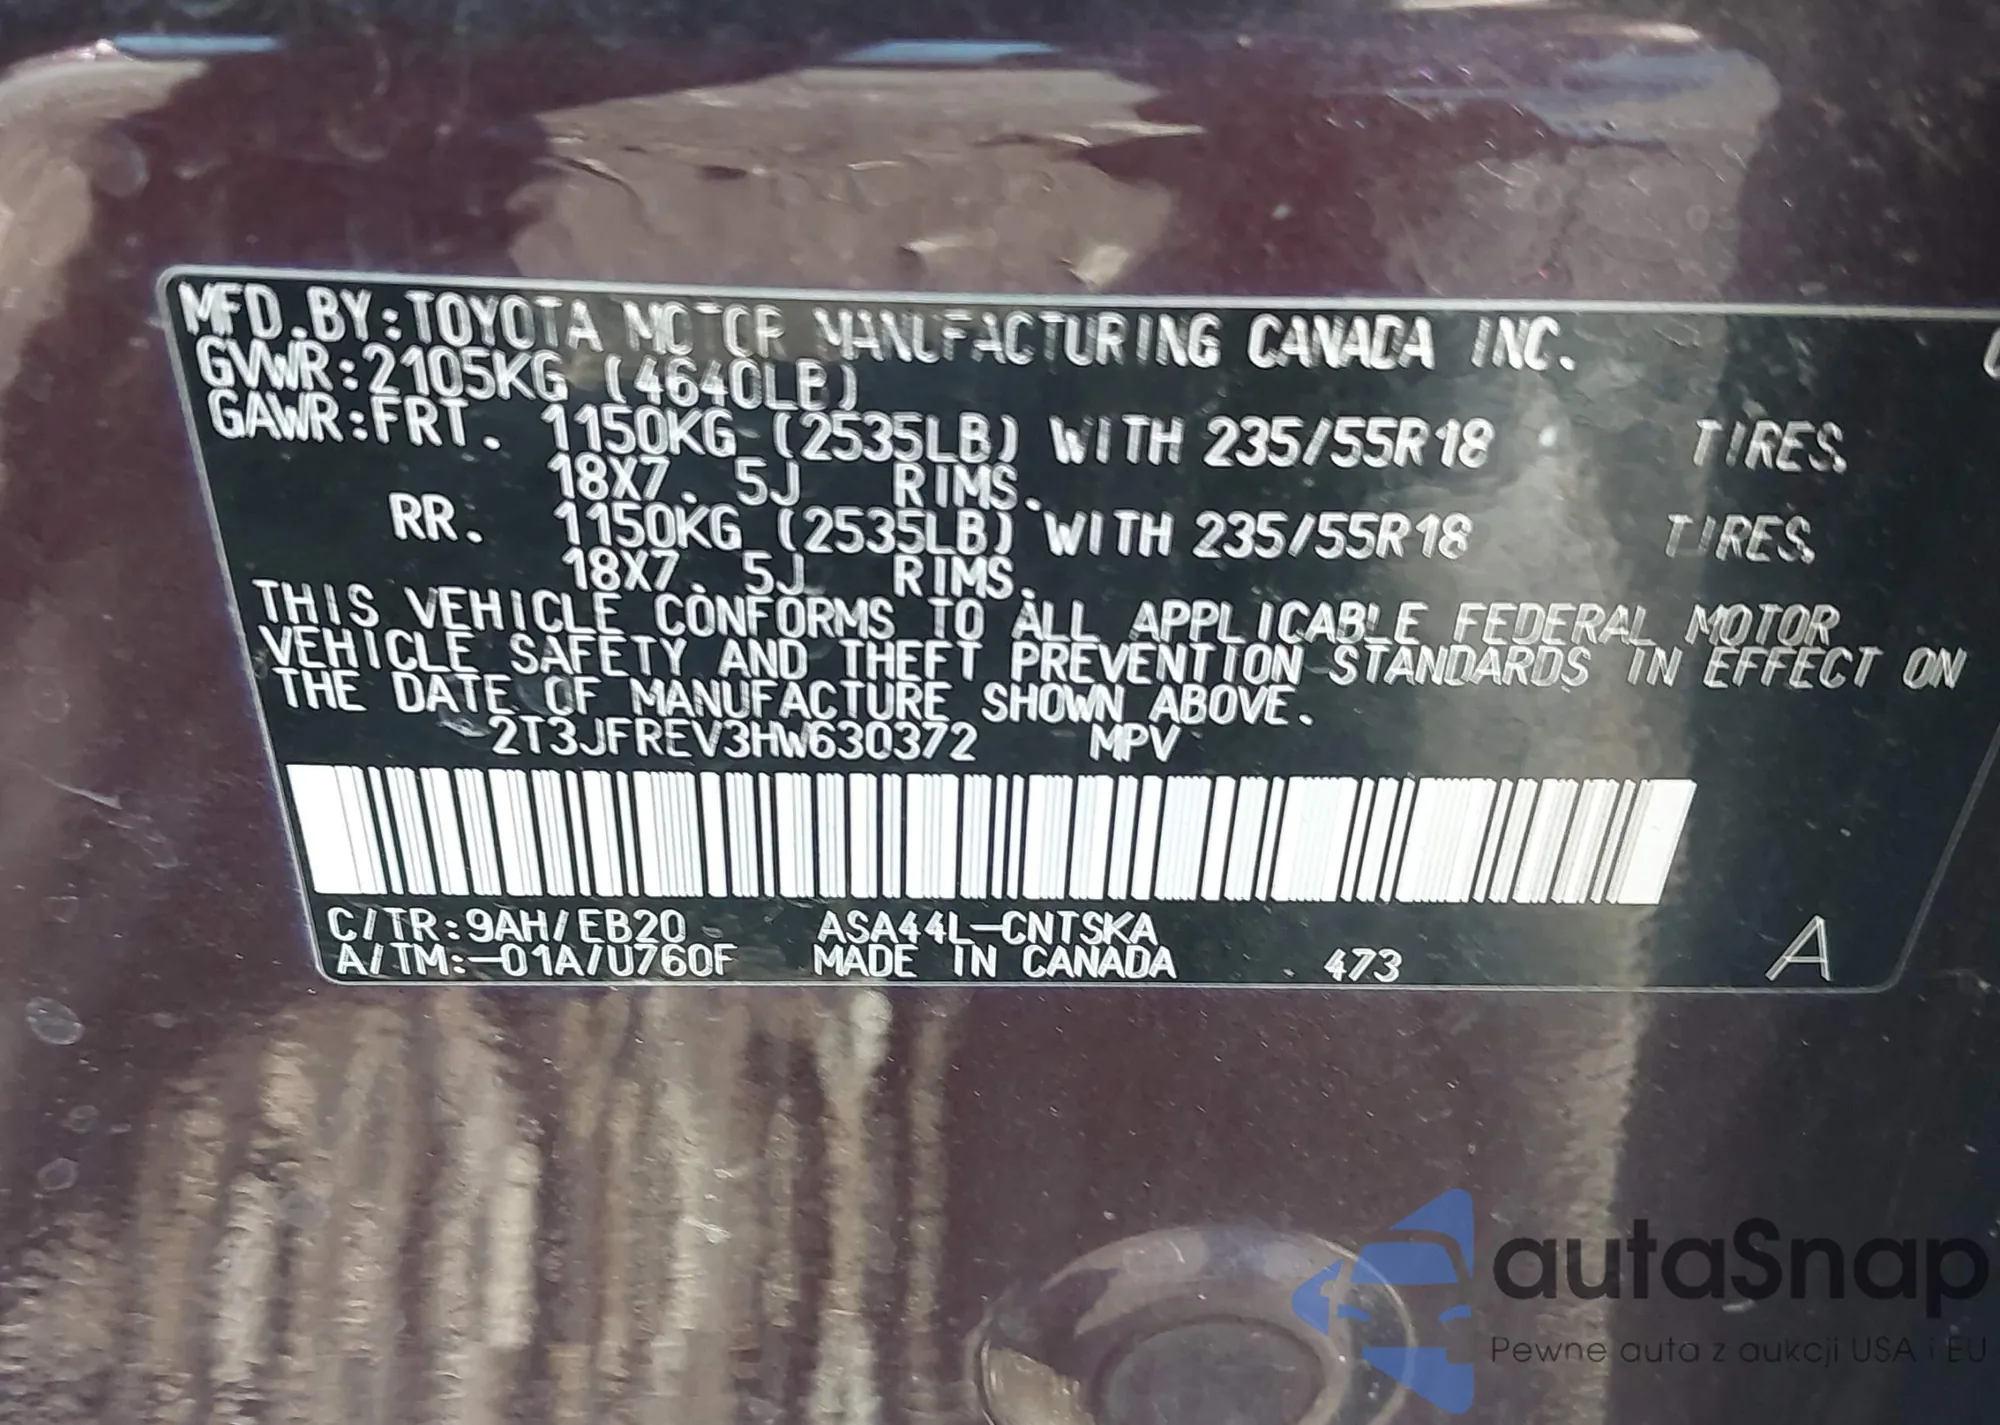 MFD.BY:TOYOTA MOTOR MANUFACTURING CANADA INC.
GVWR:2105KG (4640LB)
GAWR:FRT. 1150KG (2535LB) WITH 235/55R18 TIRES.
18X7.5J RIMS.
RR. 1150KG (2535LB) WITH 235/55R18 TIRES.
18X7.5J RIMS.
THIS VEHICLE CONFORMS TO ALL APPLICABLE FEDERAL MOTOR
VEHICLE SAFETY AND THEFT PREVENTION STANDARDS IN EFFECT ON
THE DATE OF MANUFACTURE SHOWN ABOVE.
2T3JFREV3HW630372 MPV
C/TR:9AH/EB20 ASA44L-CNTSKA
A/TM:-01A/U760F MADE IN CANADA 473 A
autaSnap
Pewne auta z aukcji USA i EU